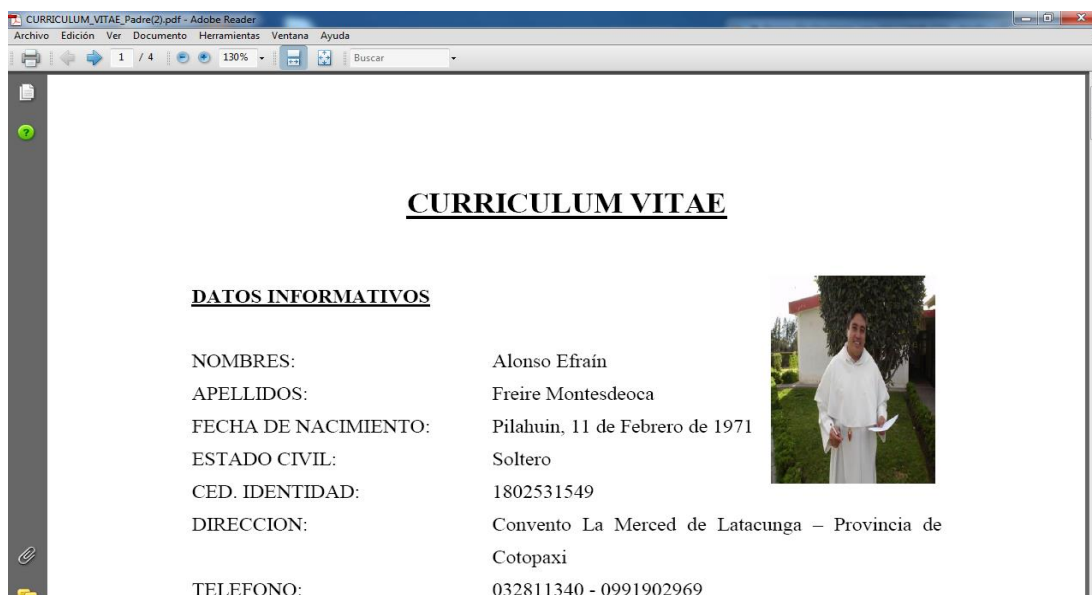 CURRICULUM_VITAE_Padre(2).pdf - Adobe Reader
Archivo Edición Ver Documento Herramientas Ventana Ayuda
1 / 4 130% Buscar
CURRICULUM VITAE
DATOS INFORMATIVOS
NOMBRES: Alonso Efraín
APELLIDOS: Freire Montesdeoca
FECHA DE NACIMIENTO: Pilahuin, 11 de Febrero de 1971
ESTADO CIVIL: Soltero
CED. IDENTIDAD: 1802531549
DIRECCION: Convento La Merced de Latacunga – Provincia de
Cotopaxi
TELEFONO: 032811340 - 0991902969